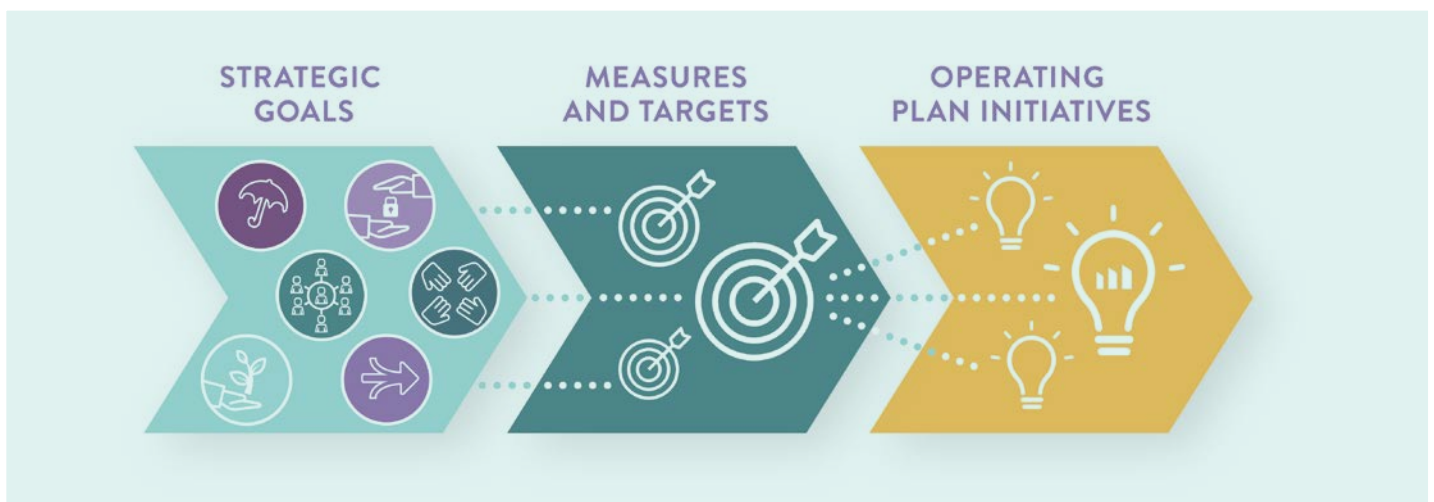 STRATEGIC
GOALS
MEASURES
AND TARGETS
OPERATING
PLAN INITIATIVES